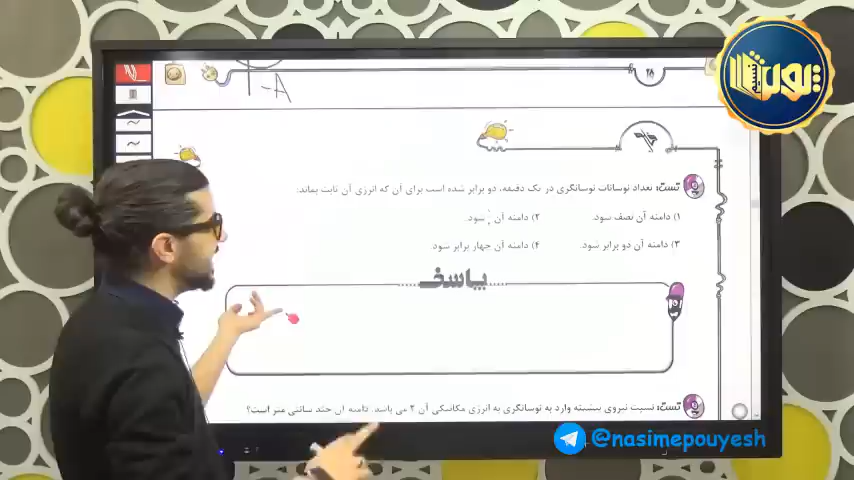 ۲۸
تست: تعداد نوسانات نوسانگری در یک دقیقه، دو برابر شده است برای آن که انرژی آن ثابت بماند:
۱) دامنه آن نصف شود.
۲) دامنه آن شود.
۳) دامنه آن دو برابر شود.
۴) دامنه آن چهار برابر شود.
پاسخ
تست: نسبت نیروی بیشینه وارد به نوسانگری به انرژی مکانیکی آن ۲ می باشد. دامنه آن چند سانتی متر است؟
@nasimepouyesh